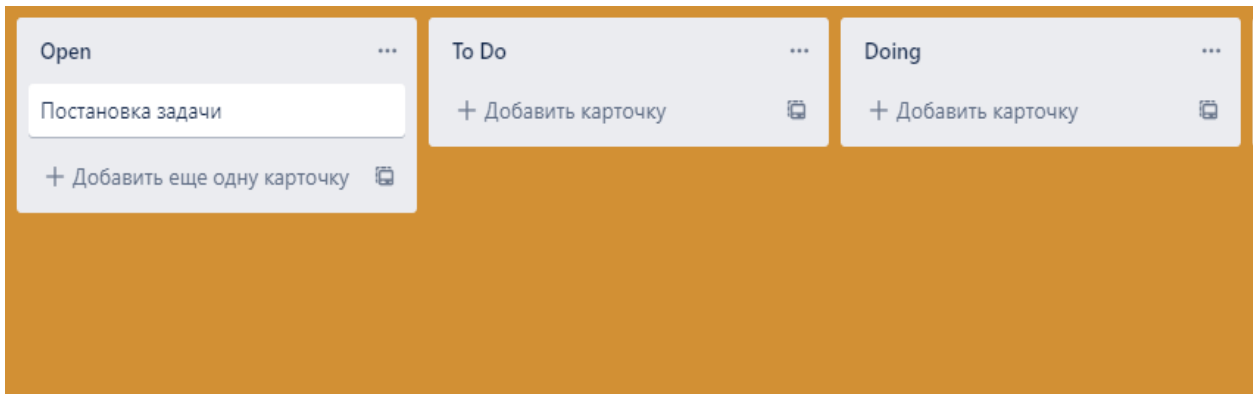 Open
Постановка задачи
+ Добавить еще одну карточку
To Do
+ Добавить карточку
Doing
+ Добавить карточку